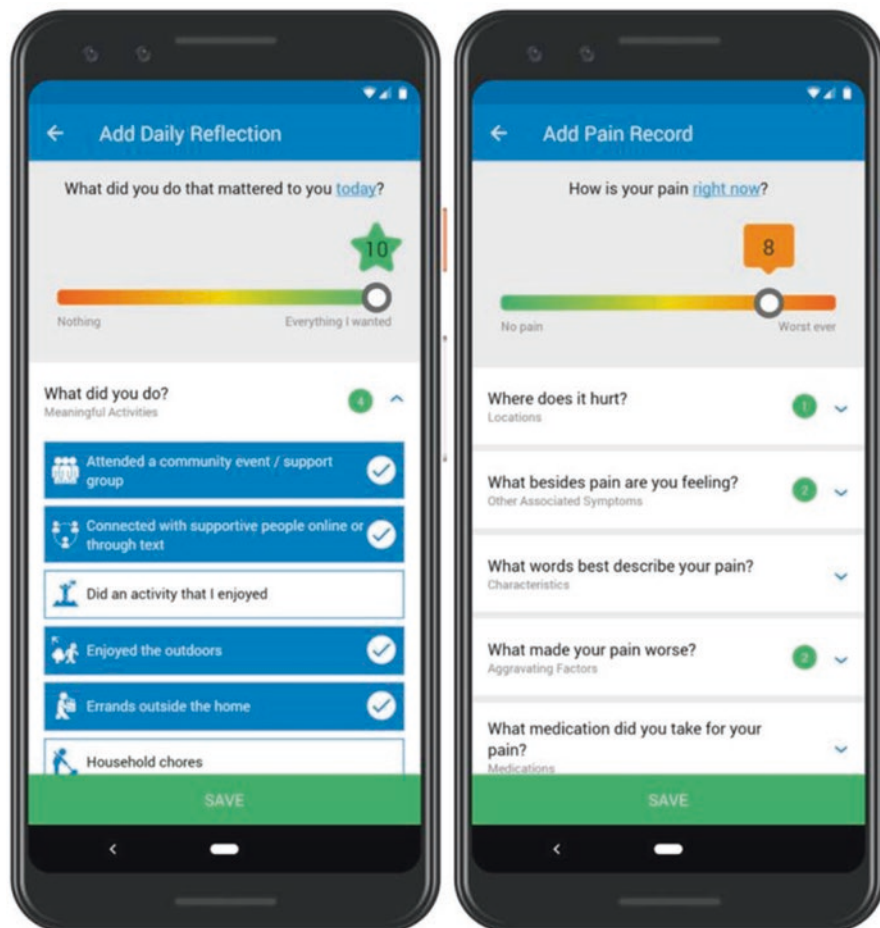 Add Daily Reflection
What did you do that mattered to you today?
10
Nothing
Everything I wanted
What did you do?
Meaningful Activities
4
Attended a community event / support
group
Connected with supportive people online or
through text
Did an activity that I enjoyed
Enjoyed the outdoors
Errands outside the home
Household chores
SAVE
Add Pain Record
How is your pain right now?
8
No pain
Worst ever
Where does it hurt?
Locations
1
What besides pain are you feeling?
Other Associated Symptoms
2
What words best describe your pain?
Characteristics
What made your pain worse?
Aggravating Factors
2
What medication did you take for your
pain?
Medications
SAVE